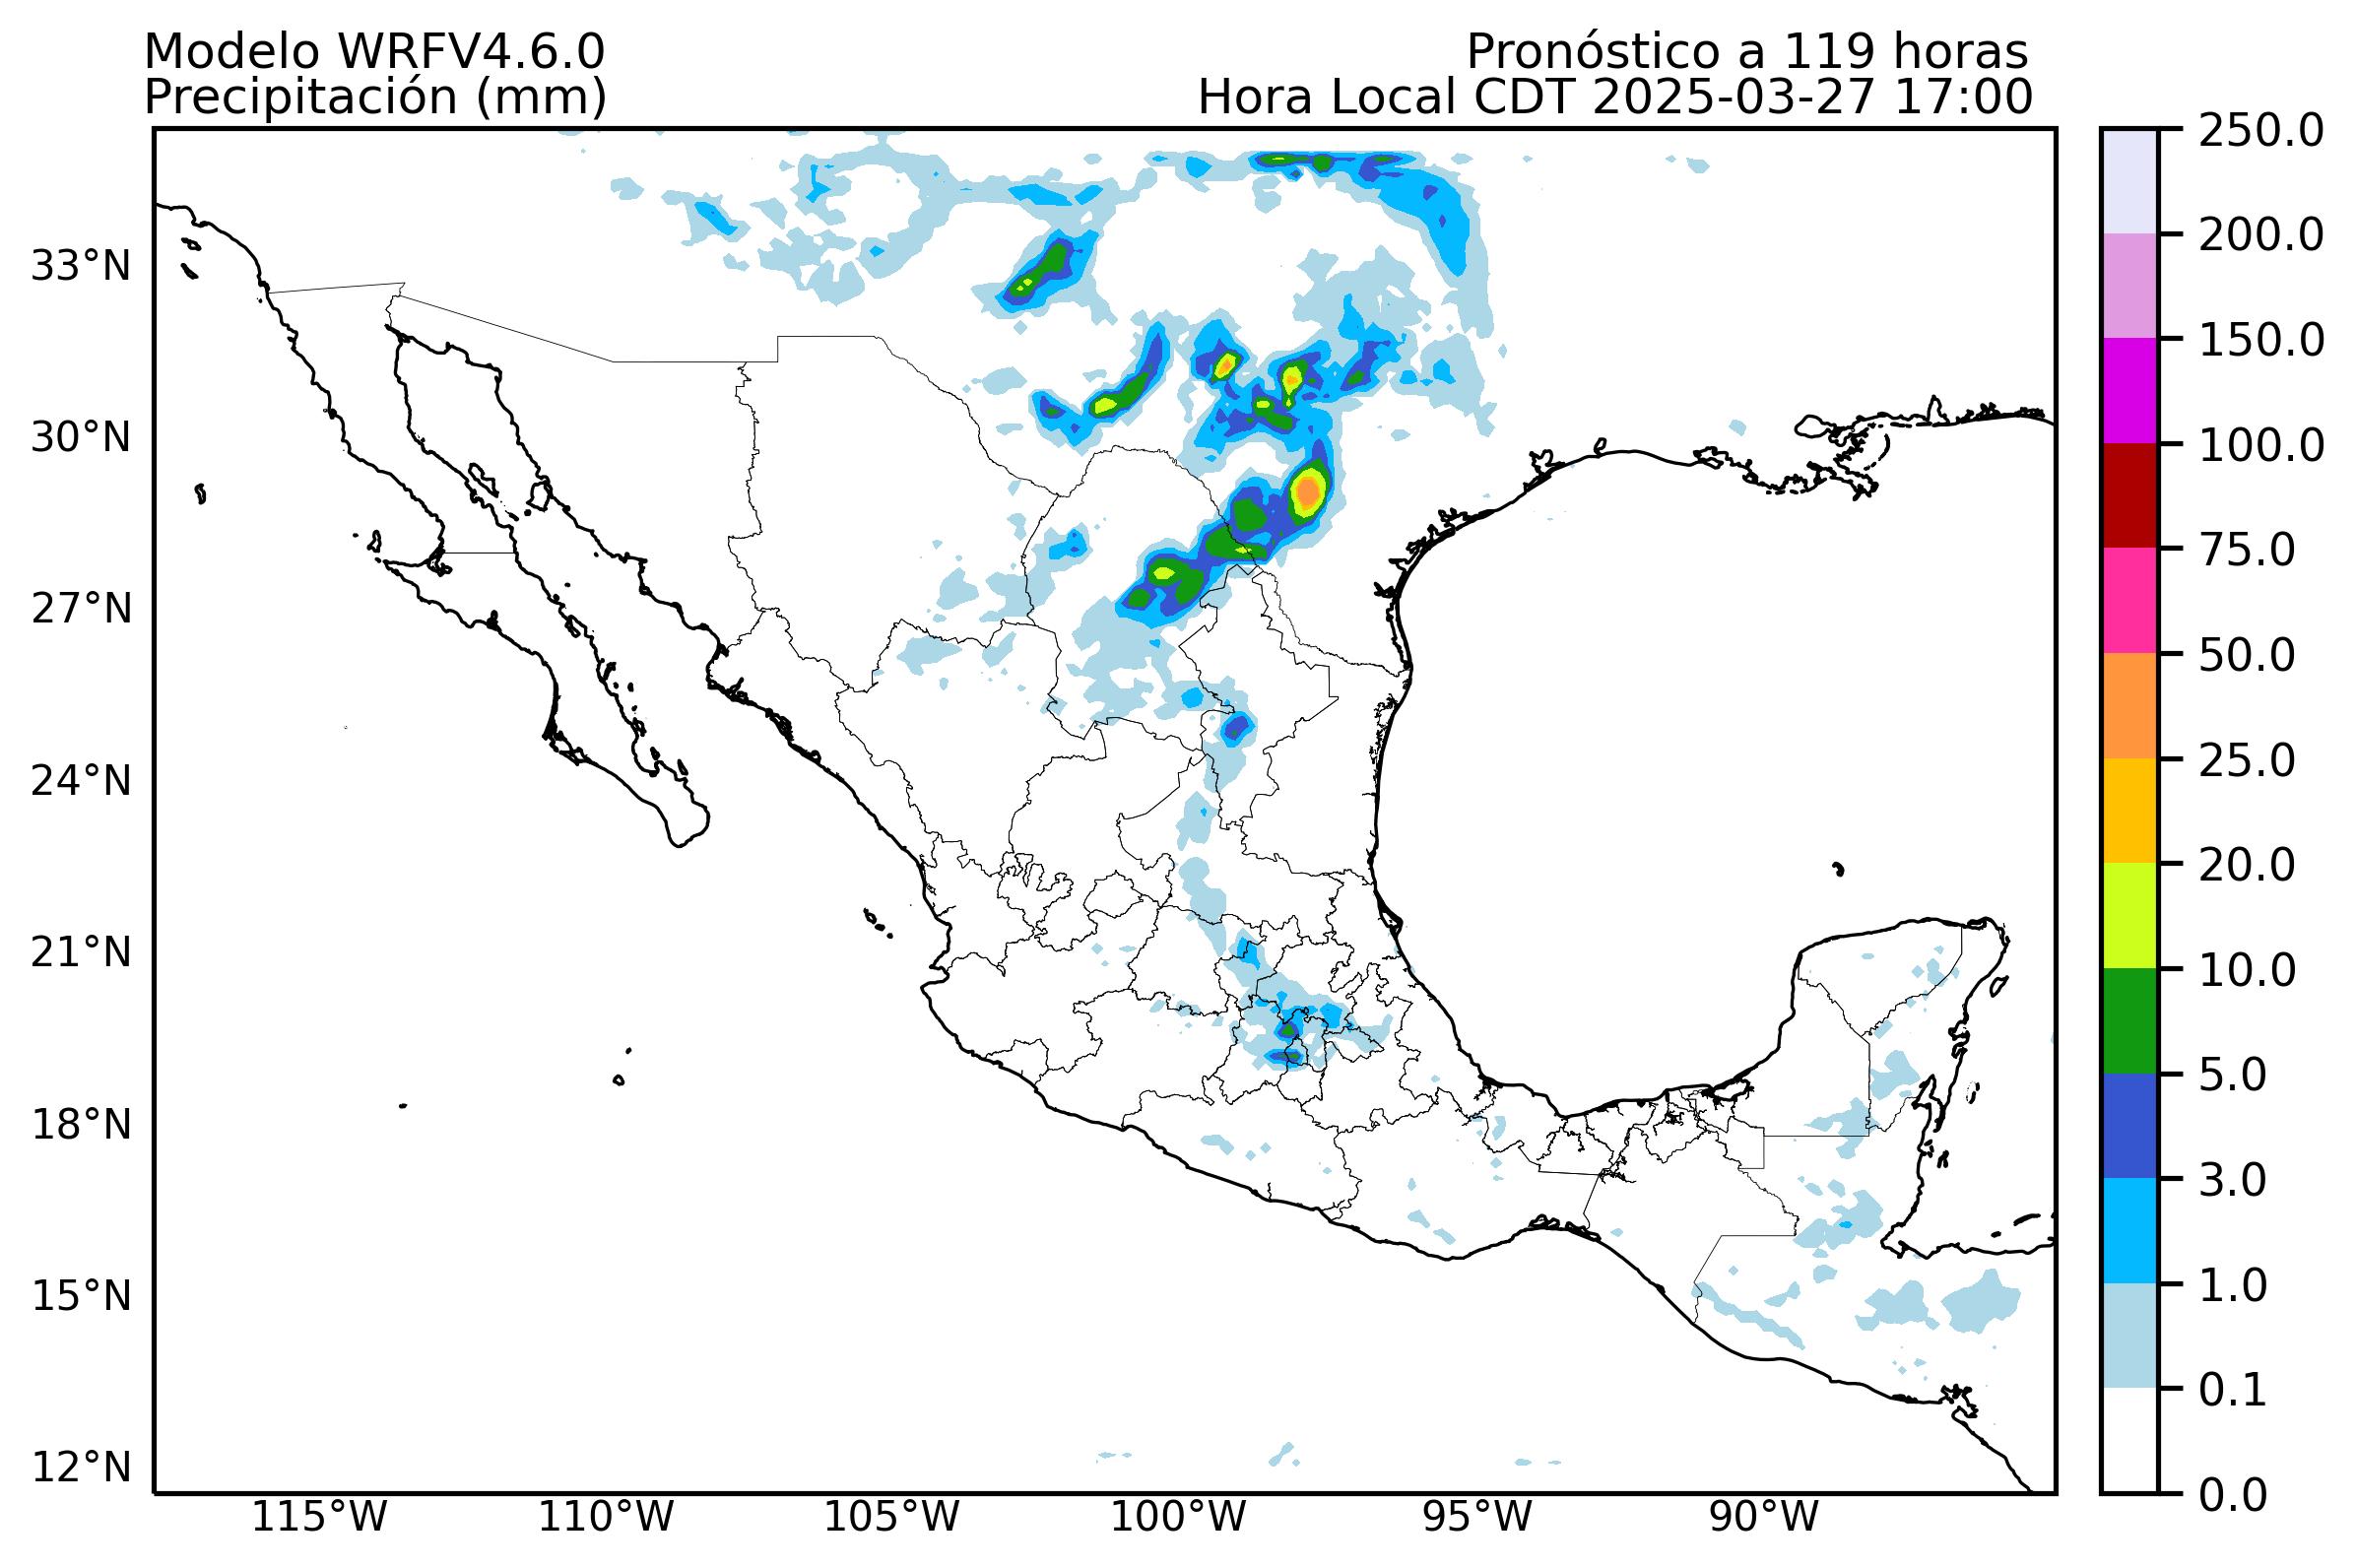 Modelo WRFV4.6.0
Pronóstico a 119 horas
Precipitación (mm)
Hora Local CDT 2025-03-27 17:00
250.0
200.0
150.0
100.0
75.0
50.0
25.0
20.0
10.0
5.0
3.0
1.0
0.1
0.0
33°N
30°N
27°N
24°N
21°N
18°N
15°N
12°N
115°W
110°W
105°W
100°W
95°W
90°W